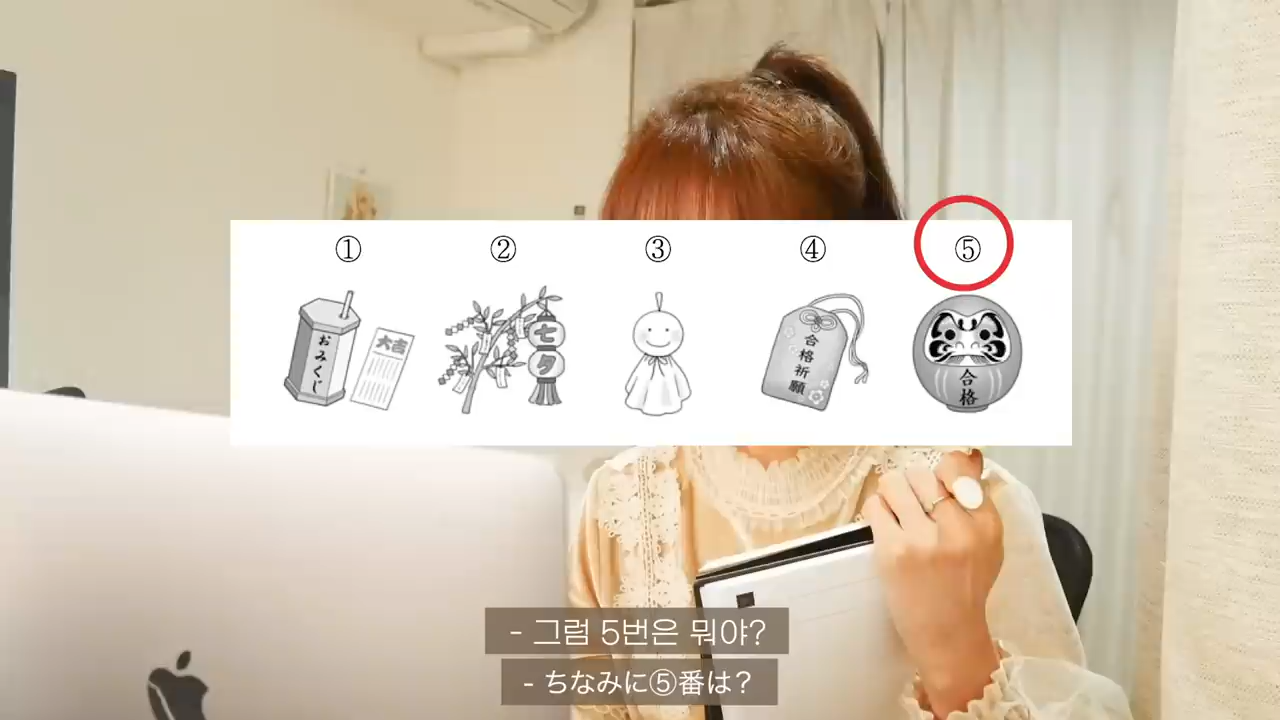 ① ② ③ ④ ⑤
おみくじ
大吉
七夕
合格祈願
合格
- 그럼 5번은 뭐야?
- ちなみに⑤番は?